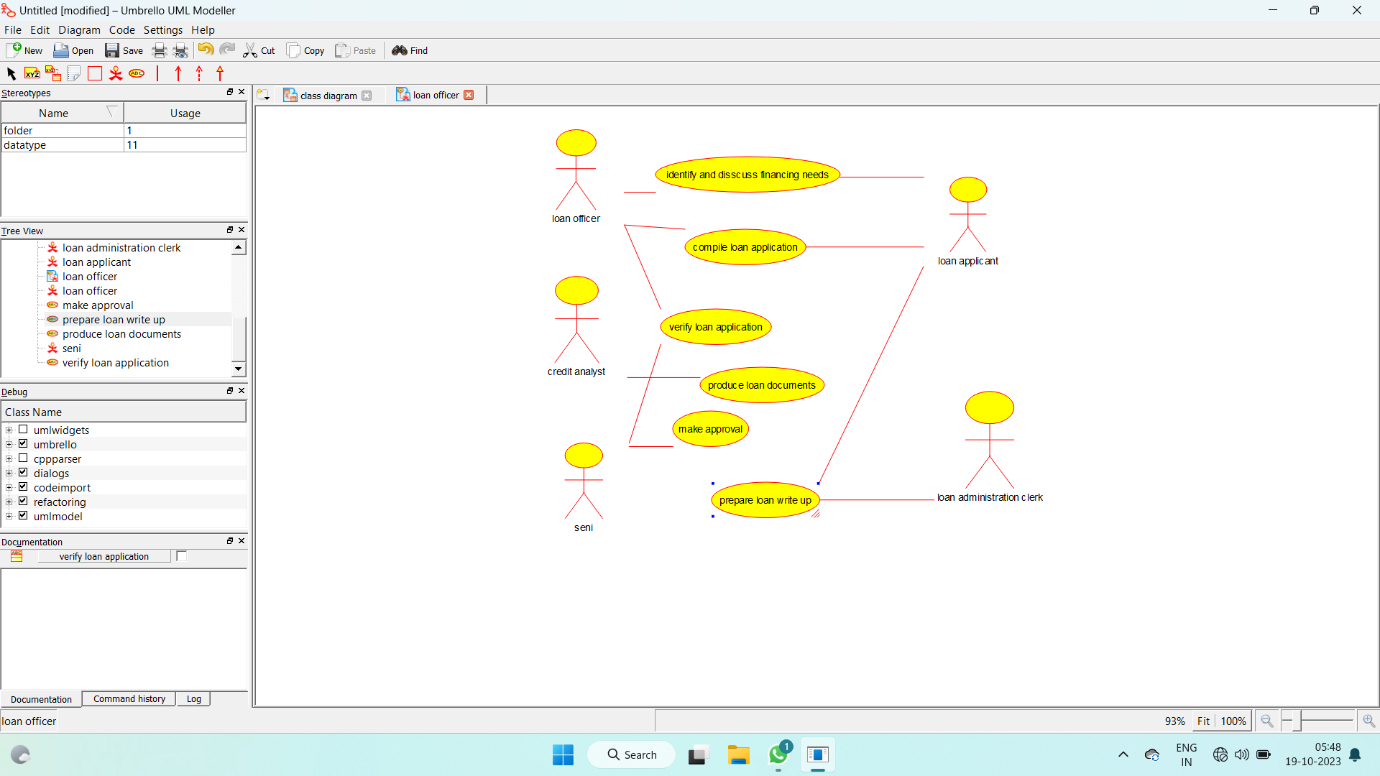 Untitled [modified] – Umbrello UML Modeller
File Edit Diagram Code Settings Help
New Open Save Cut Copy Paste Find
XYZ ABC
Stereotypes
Name Usage
folder 1
datatype 11
Tree View
loan administration clerk
loan applicant
loan officer
loan officer
make approval
prepare loan write up
produce loan documents
seni
verify loan application
Debug
Class Name
umlwidgets
umbrello
cppparser
dialogs
codeimport
refactoring
umlmodel
Documentation
verify loan application
Documentation Command history Log
class diagram loan officer
loan officer
identify and disscuss financing needs
compile loan application
loan applicant
verify loan application
credit analyst
produce loan documents
make approval
prepare loan write up
loan administration clerk
seni
loan officer
93% Fit 100%
Search
1
ENG
IN
05:48
19-10-2023